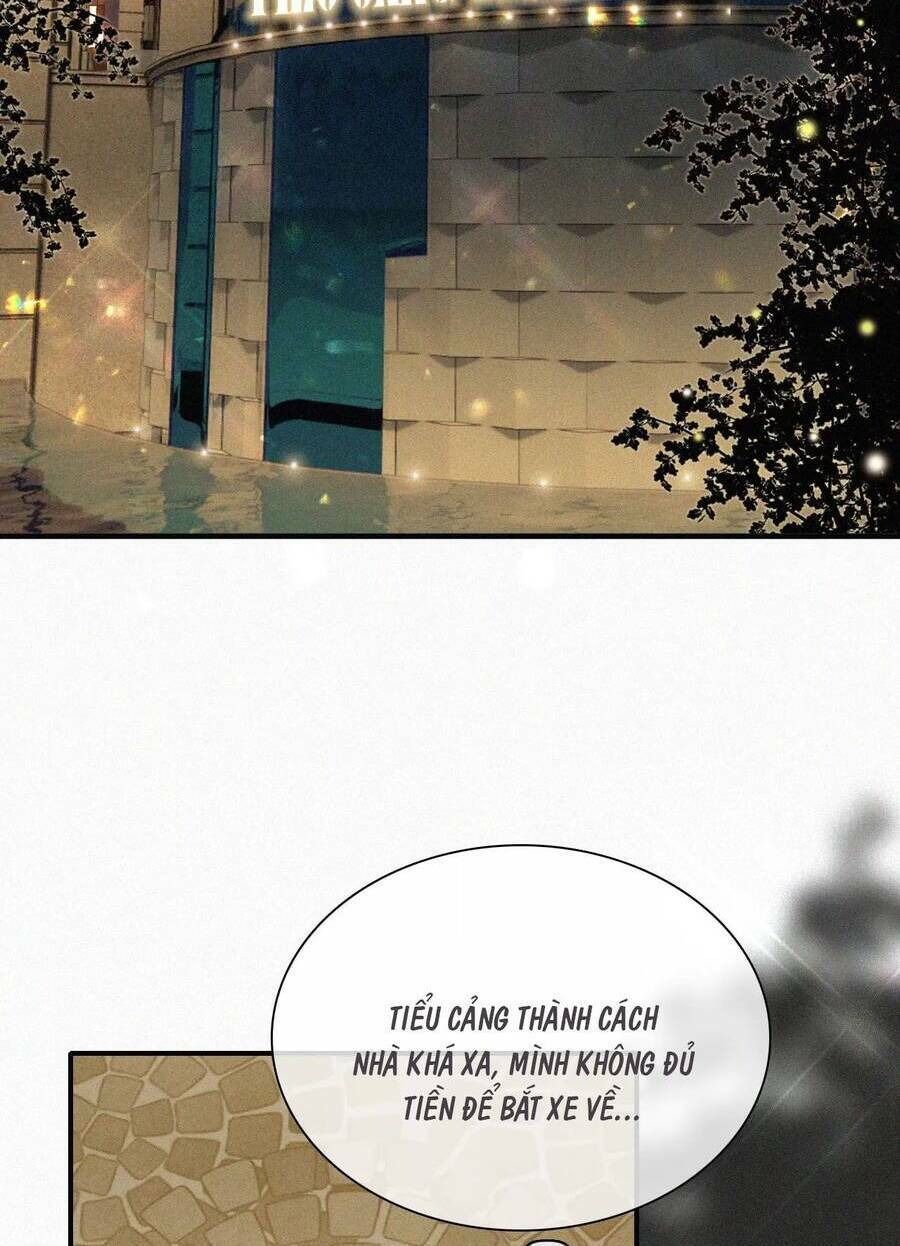 TIỂU CẢNG THÀNH CÁCH
NHÀ KHÁ XA, MÌNH KHÔNG ĐỦ
TIỀN ĐỂ BẮT XE VỀ...